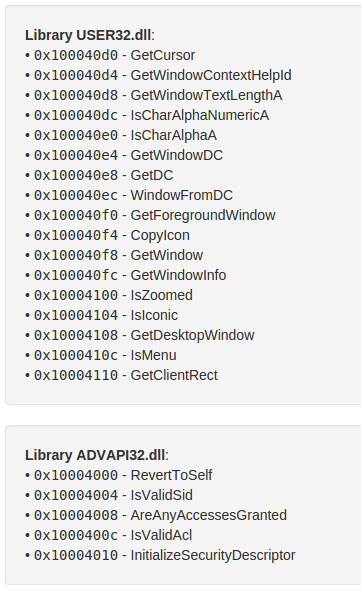 Library USER32.dll:
• 0x100040d0 - GetCursor
• 0x100040d4 - GetWindowContextHelpId
• 0x100040d8 - GetWindowTextLengthA
• 0x100040dc - IsCharAlphaNumericA
• 0x100040e0 - IsCharAlphaA
• 0x100040e4 - GetWindowDC
• 0x100040e8 - GetDC
• 0x100040ec - WindowFromDC
• 0x100040f0 - GetForegroundWindow
• 0x100040f4 - CopyIcon
• 0x100040f8 - GetWindow
• 0x100040fc - GetWindowInfo
• 0x10004100 - IsZoomed
• 0x10004104 - IsIconic
• 0x10004108 - GetDesktopWindow
• 0x1000410c - IsMenu
• 0x10004110 - GetClientRect
Library ADVAPI32.dll:
• 0x10004000 - RevertToSelf
• 0x10004004 - IsValidSid
• 0x10004008 - AreAnyAccessesGranted
• 0x1000400c - IsValidAcl
• 0x10004010 - InitializeSecurityDescriptor